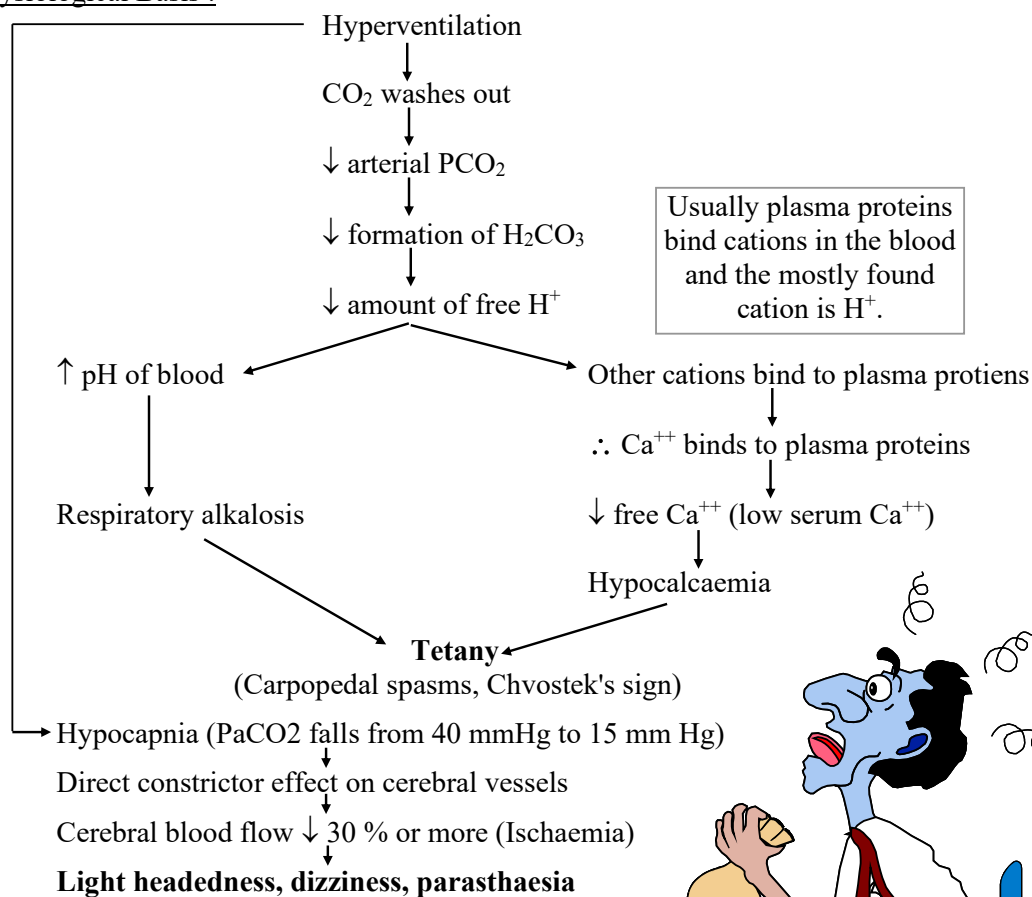 Hyperventilation
CO₂ washes out
↓ arterial PCO₂
↓ formation of H₂CO₃
↓ amount of free H⁺
Usually plasma proteins
bind cations in the blood
and the mostly found
cation is H⁺.
↑ pH of blood
Other cations bind to plasma protiens
∴ Ca⁺⁺ binds to plasma proteins
Respiratory alkalosis
↓ free Ca⁺⁺ (low serum Ca⁺⁺)
Hypocalcaemia
Tetany
(Carpopedal spasms, Chvostek's sign)
Hypocapnia (PaCO2 falls from 40 mmHg to 15 mm Hg)
Direct constrictor effect on cerebral vessels
Cerebral blood flow ↓ 30 % or more (Ischaemia)
Light headedness, dizziness, parasthaesia